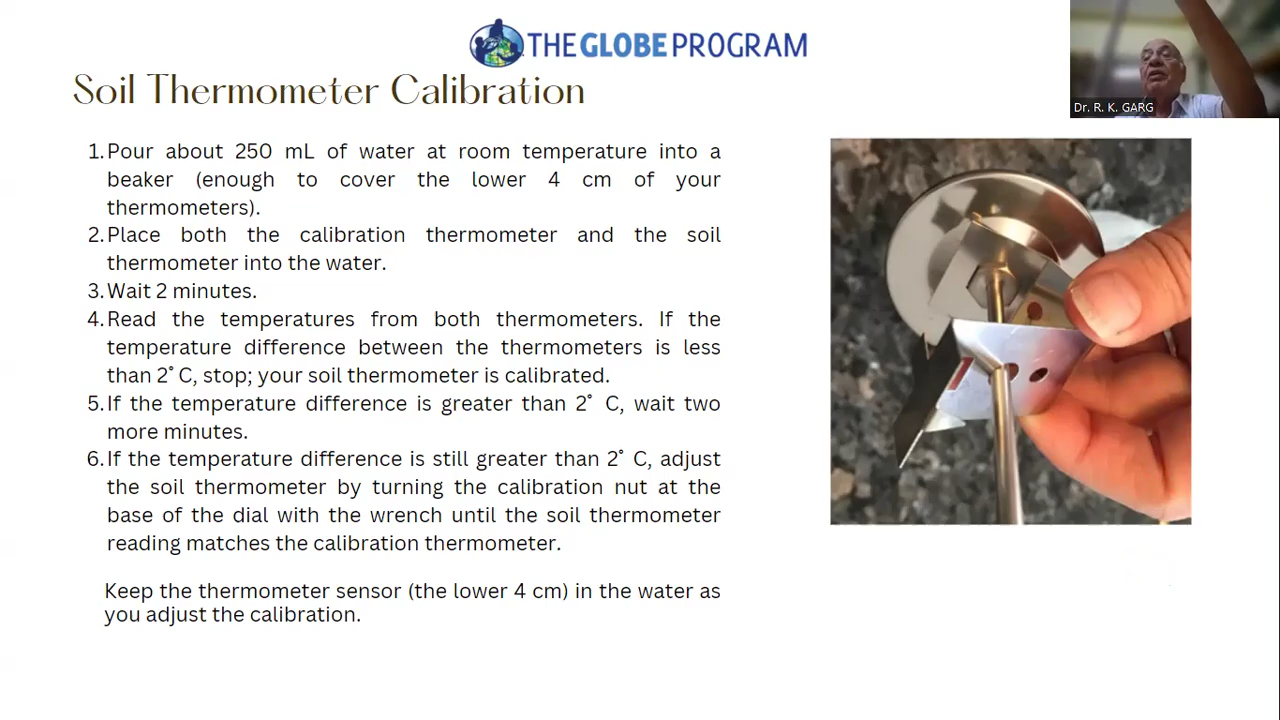 THE GLOBE PROGRAM
Dr. R. K. GARG
Soil Thermometer Calibration
1. Pour about 250 mL of water at room temperature into a
beaker (enough to cover the lower 4 cm of your
thermometers).
2. Place both the calibration thermometer and the soil
thermometer into the water.
3. Wait 2 minutes.
4. Read the temperatures from both thermometers. If the
temperature difference between the thermometers is less
than 2° C, stop; your soil thermometer is calibrated.
5. If the temperature difference is greater than 2° C, wait two
more minutes.
6. If the temperature difference is still greater than 2° C, adjust
the soil thermometer by turning the calibration nut at the
base of the dial with the wrench until the soil thermometer
reading matches the calibration thermometer.
Keep the thermometer sensor (the lower 4 cm) in the water as
you adjust the calibration.